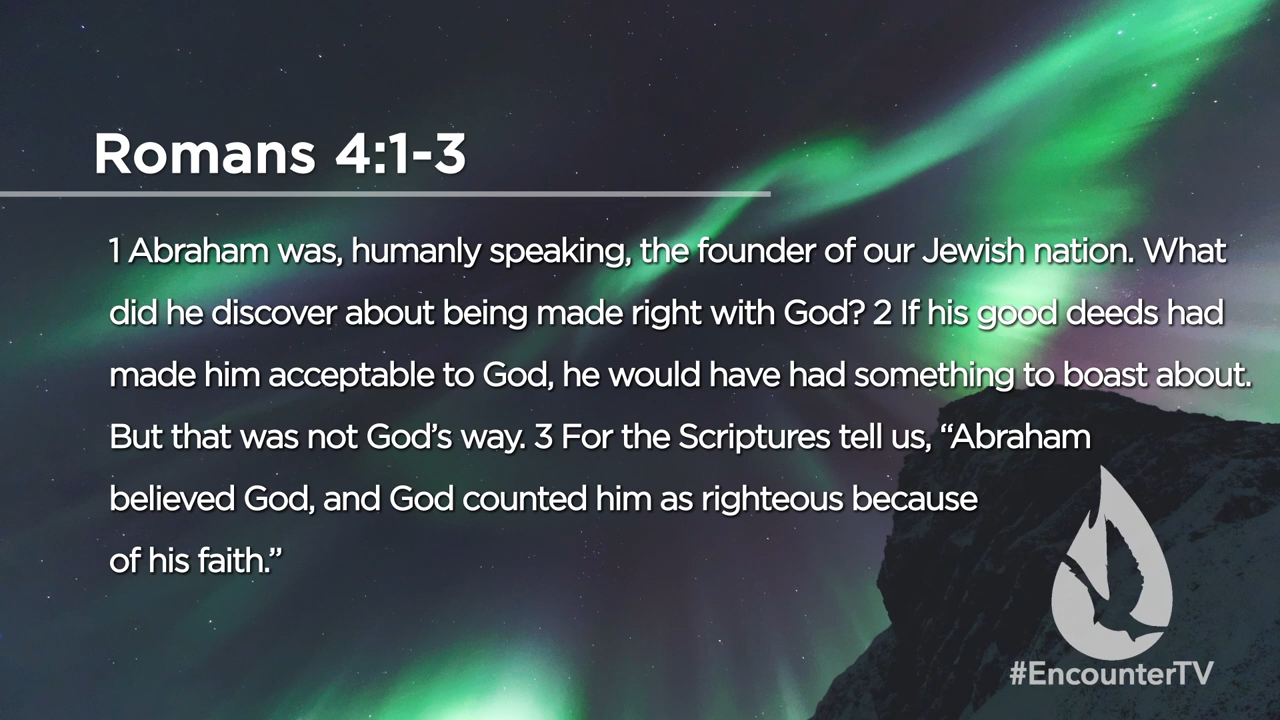 Romans 4:1-3
1 Abraham was, humanly speaking, the founder of our Jewish nation. What
did he discover about being made right with God? 2 If his good deeds had
made him acceptable to God, he would have had something to boast about.
But that was not God’s way. 3 For the Scriptures tell us, “Abraham
believed God, and God counted him as righteous because
of his faith.”
#EncounterTV